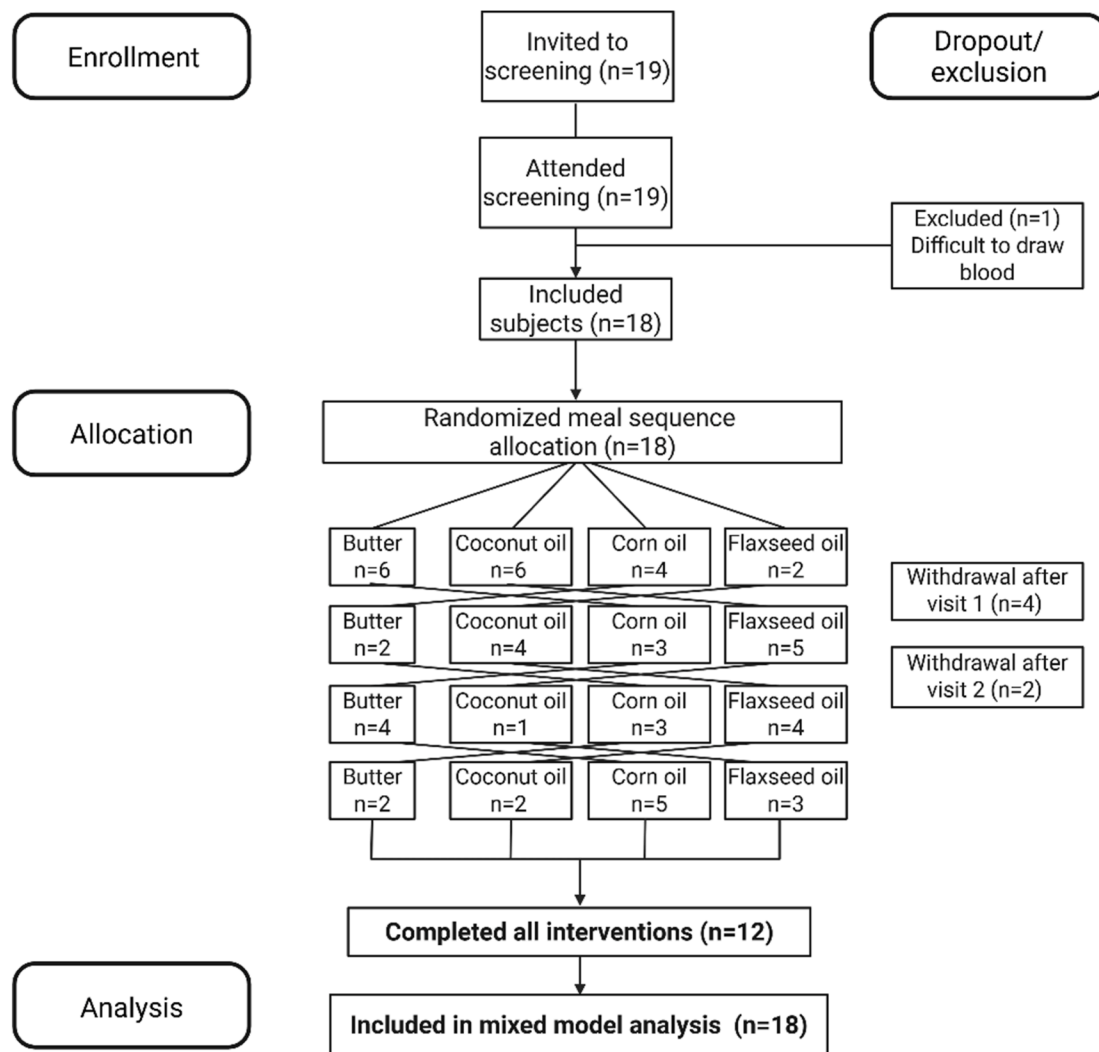 Enrollment
Invited to
screening (n=19)
Dropout/
exclusion
Attended
screening (n=19)
Excluded (n=1)
Difficult to draw
blood
Included
subjects (n=18)
Allocation
Randomized meal sequence
allocation (n=18)
Butter
n=6
Coconut oil
n=6
Corn oil
n=4
Flaxseed oil
n=2
Withdrawal after
visit 1 (n=4)
Butter
n=2
Coconut oil
n=4
Corn oil
n=3
Flaxseed oil
n=5
Withdrawal after
visit 2 (n=2)
Butter
n=4
Coconut oil
n=1
Corn oil
n=3
Flaxseed oil
n=4
Butter
n=2
Coconut oil
n=2
Corn oil
n=5
Flaxseed oil
n=3
Completed all interventions (n=12)
Analysis
Included in mixed model analysis (n=18)